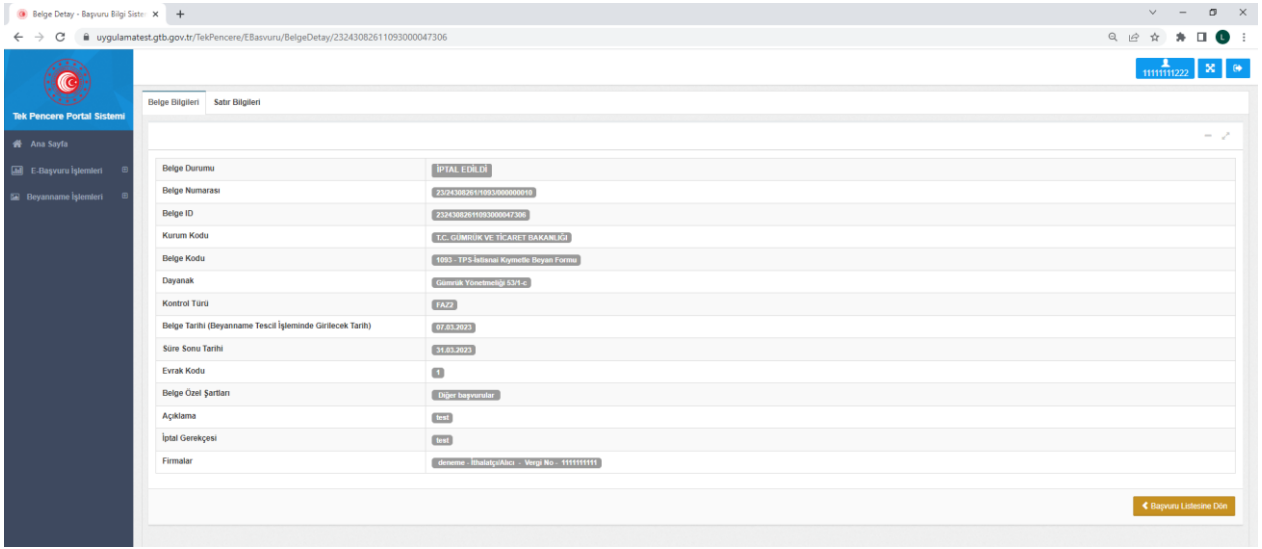 Belge Detay - Başvuru Bilgi Siste
uygulamatest.gtb.gov.tr/TekPencere/EBasvuru/BelgeDetay/23243082611093000047306
L
11111111222
Tek Pencere Portal Sistemi
Ana Sayfa
E-Başvuru İşlemleri
Beyanname İşlemleri
Belge Bilgileri Satır Bilgileri
Belge Durumu İPTAL EDİLDİ
Belge Numarası 23/24308261/1093/000000010
Belge ID 23243082611093000047306
Kurum Kodu T.C. GÜMRÜK VE TİCARET BAKANLIĞI
Belge Kodu 1093 - TPS-İstisnai Kıymetle Beyan Formu
Dayanak Gümrük Yönetmeliği 53/1-c
Kontrol Türü FAZ2
Belge Tarihi (Beyanname Tescil İşleminde Girilecek Tarih) 07.03.2023
Süre Sonu Tarihi 31.03.2023
Evrak Kodu 1
Belge Özel Şartları Diğer başvurular
Açıklama test
İptal Gerekçesi test
Firmalar deneme - İthalatçı/Alıcı - Vergi No - 1111111111
Başvuru Listesine Dön